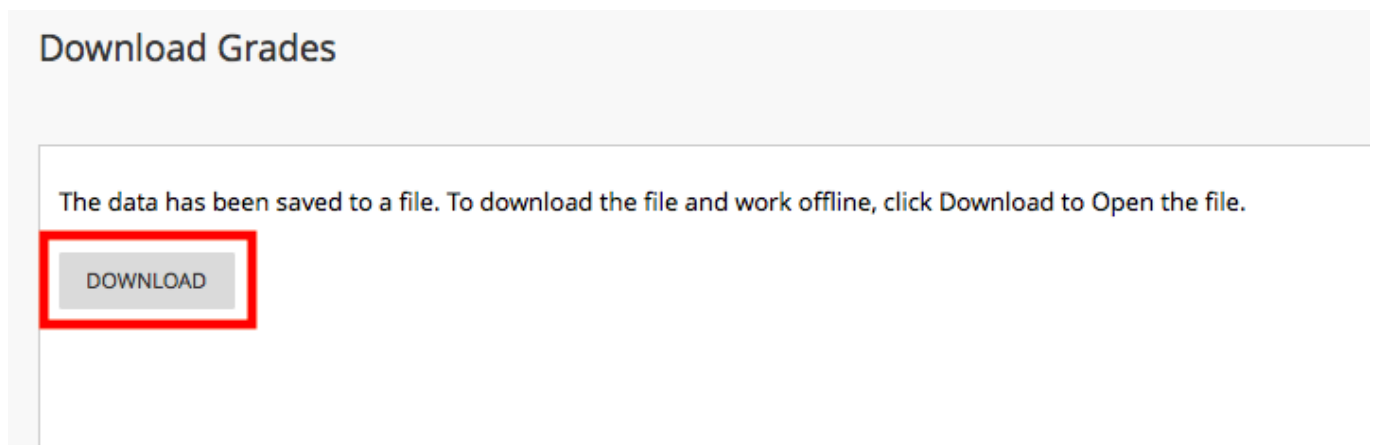 Download Grades
The data has been saved to a file. To download the file and work offline, click Download to Open the file.
DOWNLOAD